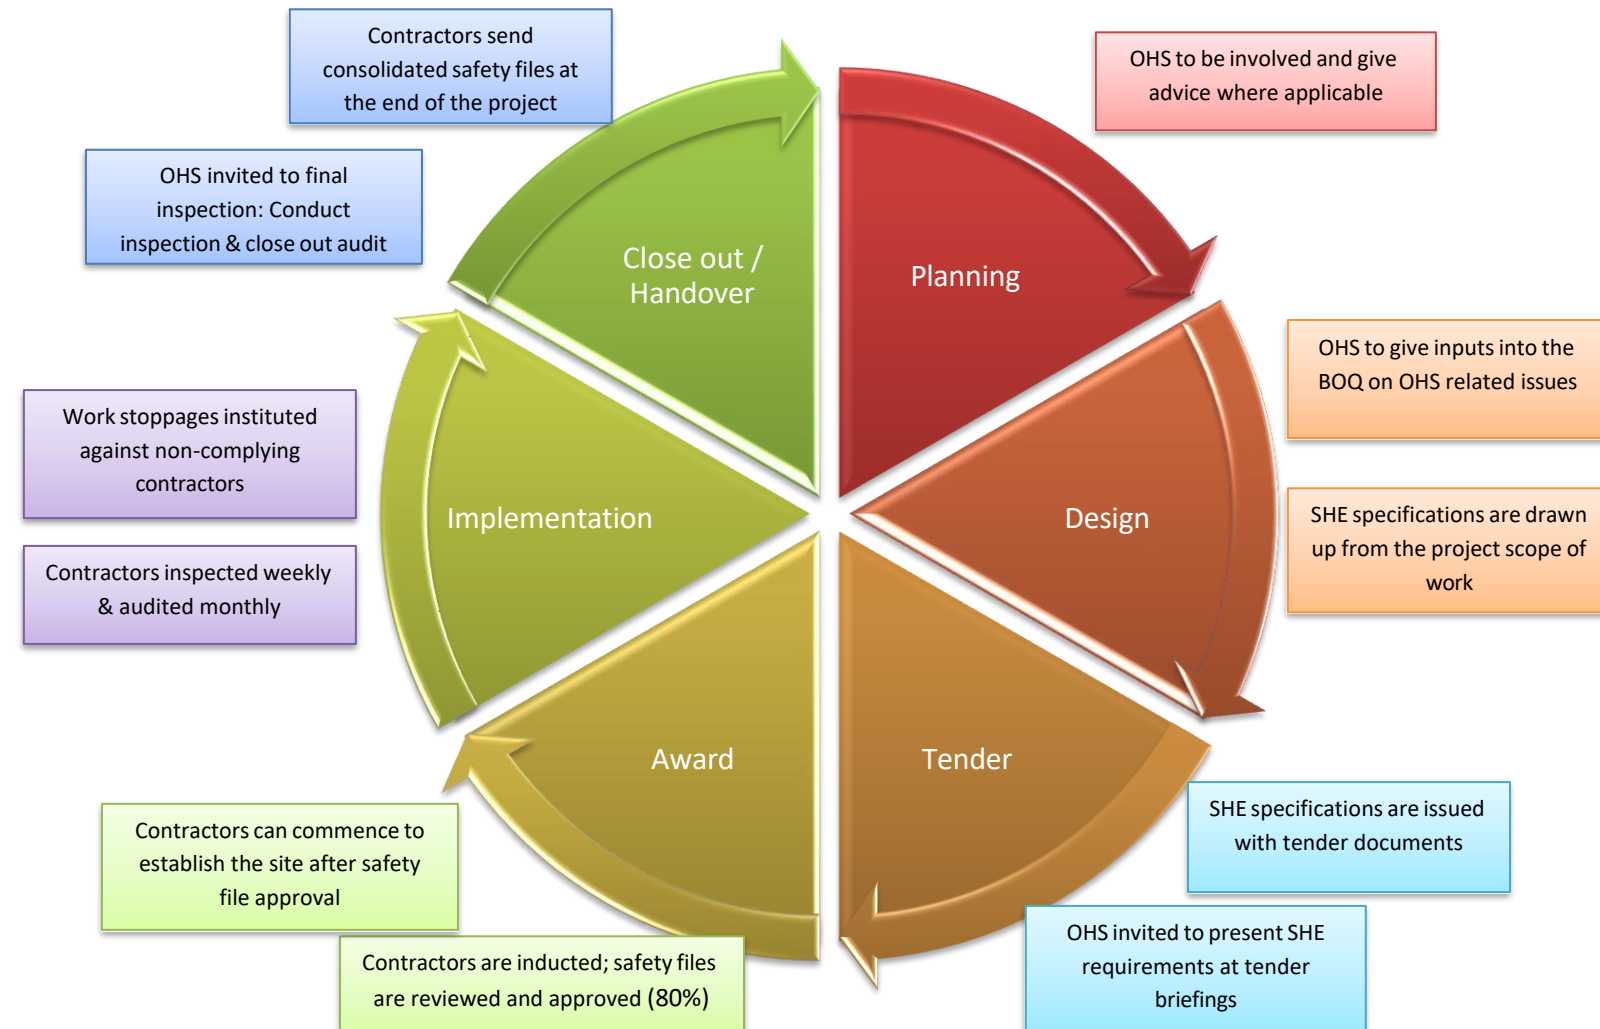 Contractors send
consolidated safety files at
the end of the project
OHS to be involved and give
advice where applicable
OHS invited to final
inspection: Conduct
inspection & close out audit
Close out /
Handover
Planning
OHS to give inputs into the
BOQ on OHS related issues
Work stoppages instituted
against non-complying
contractors
Implementation
Design
SHE specifications are drawn
up from the project scope of
work
Contractors inspected weekly
& audited monthly
Award
Tender
SHE specifications are issued
with tender documents
Contractors can commence to
establish the site after safety
file approval
OHS invited to present SHE
requirements at tender
briefings
Contractors are inducted; safety files
are reviewed and approved (80%)